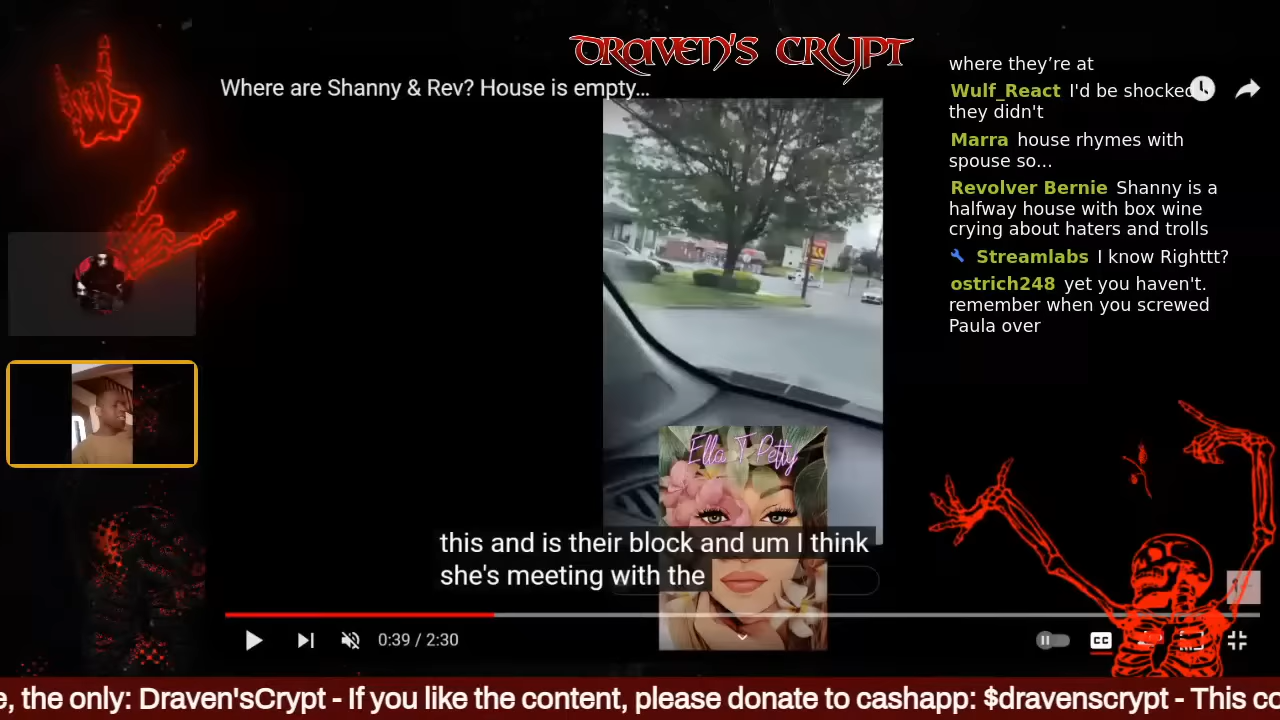 DRAVEN'S CRYPT
Where are Shanny & Rev? House is empty...
where they're at
Wulf_React I'd be shocked
they didn't
Marra house rhymes with
spouse so...
Revolver Bernie Shanny is a
halfway house with box wine
crying about haters and trolls
Streamlabs I know Righttt?
ostrich248 yet you haven't.
remember when you screwed
Paula over
Ella T Petty
this and is their block and um I think
she's meeting with the
0:39 / 2:30
CC
e, the only: Draven'sCrypt - If you like the content, please donate to cashapp: $dravenscrypt - This co